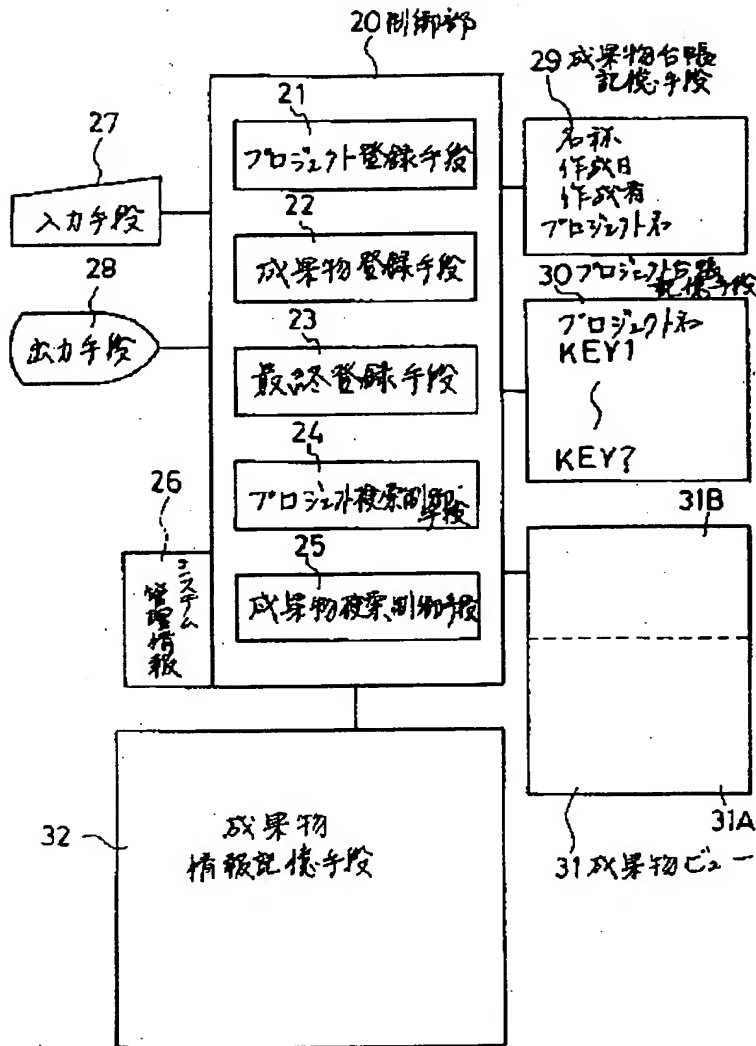 20 制御部
21
プロジェクト登録手段
22
成果物登録手段
23
最終登録手段
24
プロジェクト検索制御手段
25
成果物検索制御手段
26
システム
管理情報
27
入力手段
28
出力手段
29 成果物台帳
記憶手段
名称
作成日
作成者
プロジェクト名
30 プロジェクト台帳
記憶手段
プロジェクト名
KEY1
KEY?
31B
31A
31 成果物ビュー
32
成果物
情報記憶手段